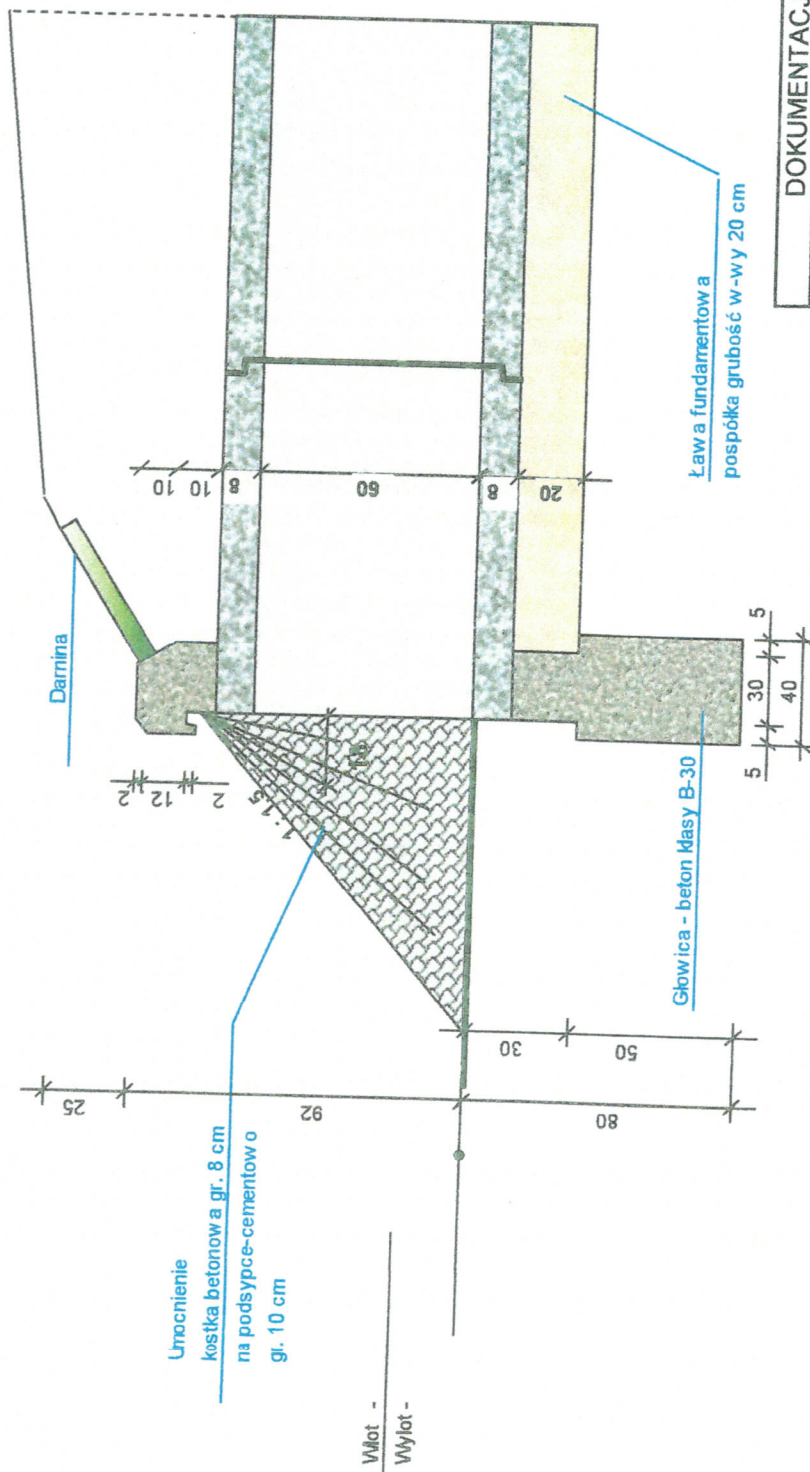 Darnina
Umocnienie
kostka betonowa gr. 8 cm
na podsypce-cementowo
gr. 10 cm
Wlot -
Wylot -
25
92
80
30
50
2
12
2
1:1.5
10
10
8
60
8
20
5
30
5
40
Głowica - beton klasy B-30
Ława fundamentowa
pospółka grubość w-wy 20 cm
DOKUMENTACJ